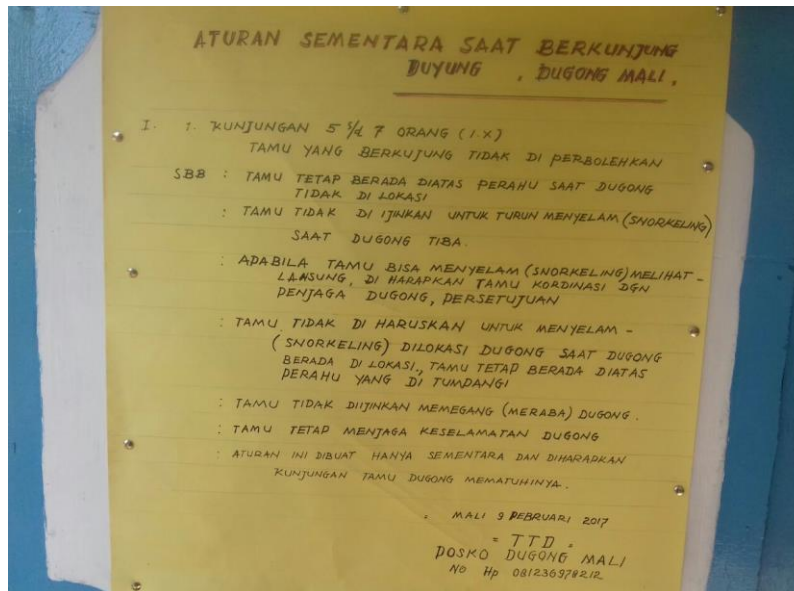 ATURAN SEMENTARA SAAT BERKUNJUNG
DUYUNG , DUGONG MALI,
I. 1. KUNJUNGAN 5 S/d 7 ORANG (1.X)
TAMU YANG BERKUJUNG TIDAK DI PERBOLEHKAN
SBB : TAMU TETAP BERADA DIATAS PERAHU SAAT DUGONG
TIDAK DI LOKASI
: TAMU TIDAK DI IJINKAN UNTUK TURUN MENYELAM (SNORKELING)
SAAT DUGONG TIBA.
: APABILA TAMU BISA MENYELAM (SNORKELING) MELIHAT -
LANSUNG, DI HARAPKAN TAMU KORDINASI DGN
PENJAGA DUGONG, PERSETUJUAN
: TAMU TIDAK DI HARUSKAN UNTUK MENYELAM -
(SNORKELING) DILOKASI DUGONG SAAT DUGONG
BERADA DI LOKASI., TAMU TETAP BERADA DIATAS
PERAHU YANG DI TUMPANGI
: TAMU TIDAK DIIJINKAN MEMEGANG (MERABA) DUGONG.
: TAMU TETAP MENJAGA KESELAMATAN DUGONG
: ATURAN INI DIBUAT HANYA SEMENTARA DAN DIHARAPKAN
KUNJUNGAN TAMU DUGONG MEMATUHINYA.
= MALI 9 PEBRUARI 2017
= TTD =
POSKO DUGONG MALI
NO Hp 081236978212